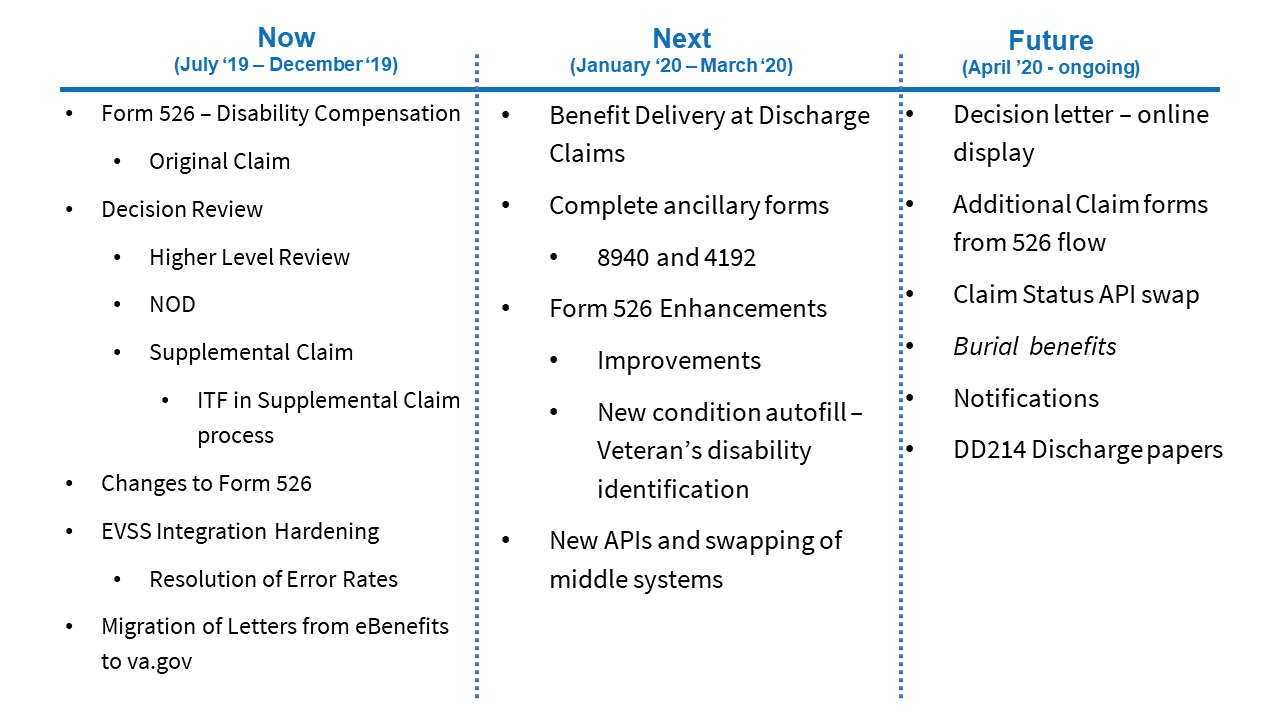 Now
(July ‘19 – December ‘19)
• Form 526 – Disability Compensation
• Original Claim
• Decision Review
• Higher Level Review
• NOD
• Supplemental Claim
• ITF in Supplemental Claim
process
• Changes to Form 526
• EVSS Integration Hardening
• Resolution of Error Rates
• Migration of Letters from eBenefits
to va.gov
Next
(January ‘20 – March ‘20)
• Benefit Delivery at Discharge
Claims
• Complete ancillary forms
• 8940 and 4192
• Form 526 Enhancements
• Improvements
• New condition autofill –
Veteran’s disability
identification
• New APIs and swapping of
middle systems
Future
(April ’20 - ongoing)
• Decision letter – online
display
• Additional Claim forms
from 526 flow
• Claim Status API swap
• Burial benefits
• Notifications
• DD214 Discharge papers